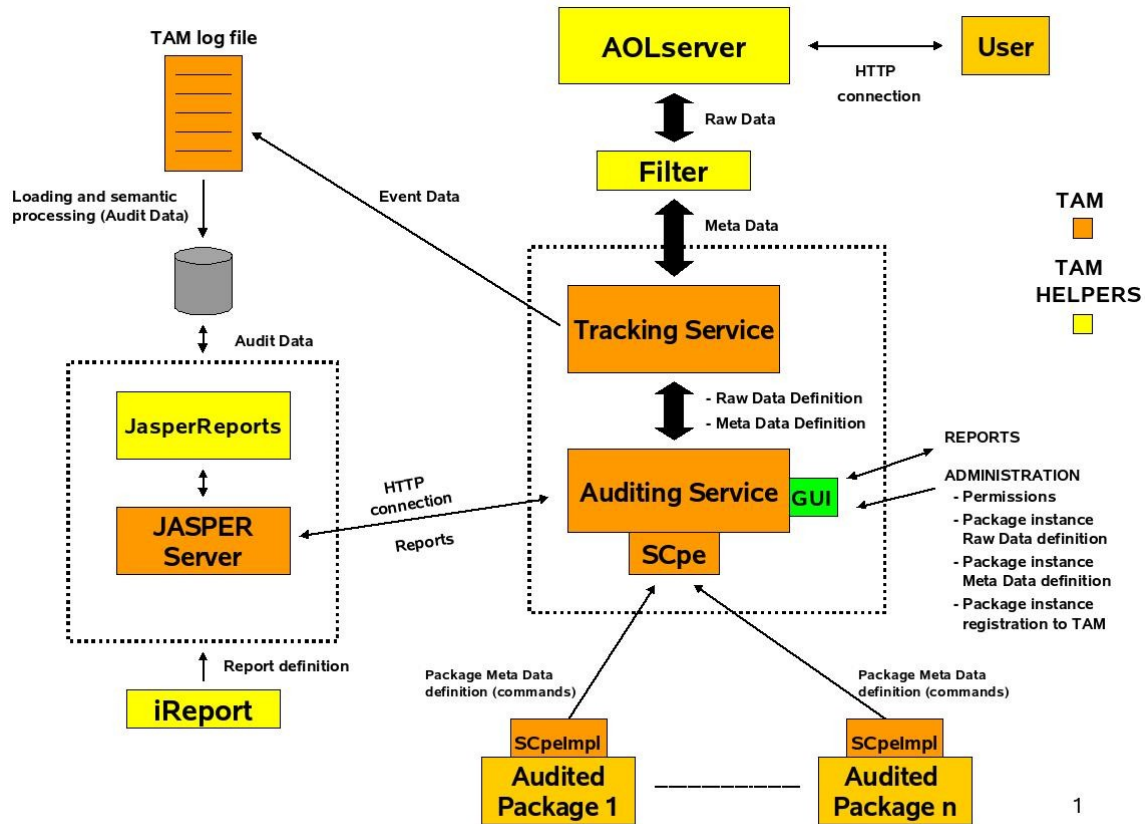 TAM log file
AOLserver
User
HTTP
connection
Raw Data
Filter
Event Data
Meta Data
Loading and semantic
processing (Audit Data)
TAM
TAM
HELPERS
Tracking Service
Audit Data
- Raw Data Definition
- Meta Data Definition
JasperReports
JASPER
Server
HTTP
connection
Reports
Auditing Service
GUI
SCpe
REPORTS
ADMINISTRATION
- Permissions
- Package instance
Raw Data definition
- Package instance
Meta Data definition
- Package instance
registration to TAM
Report definition
iReport
Package Meta Data
definition (commands)
Package Meta Data
definition (commands)
SCpeImpl
Audited
Package 1
SCpeImpl
Audited
Package n
1